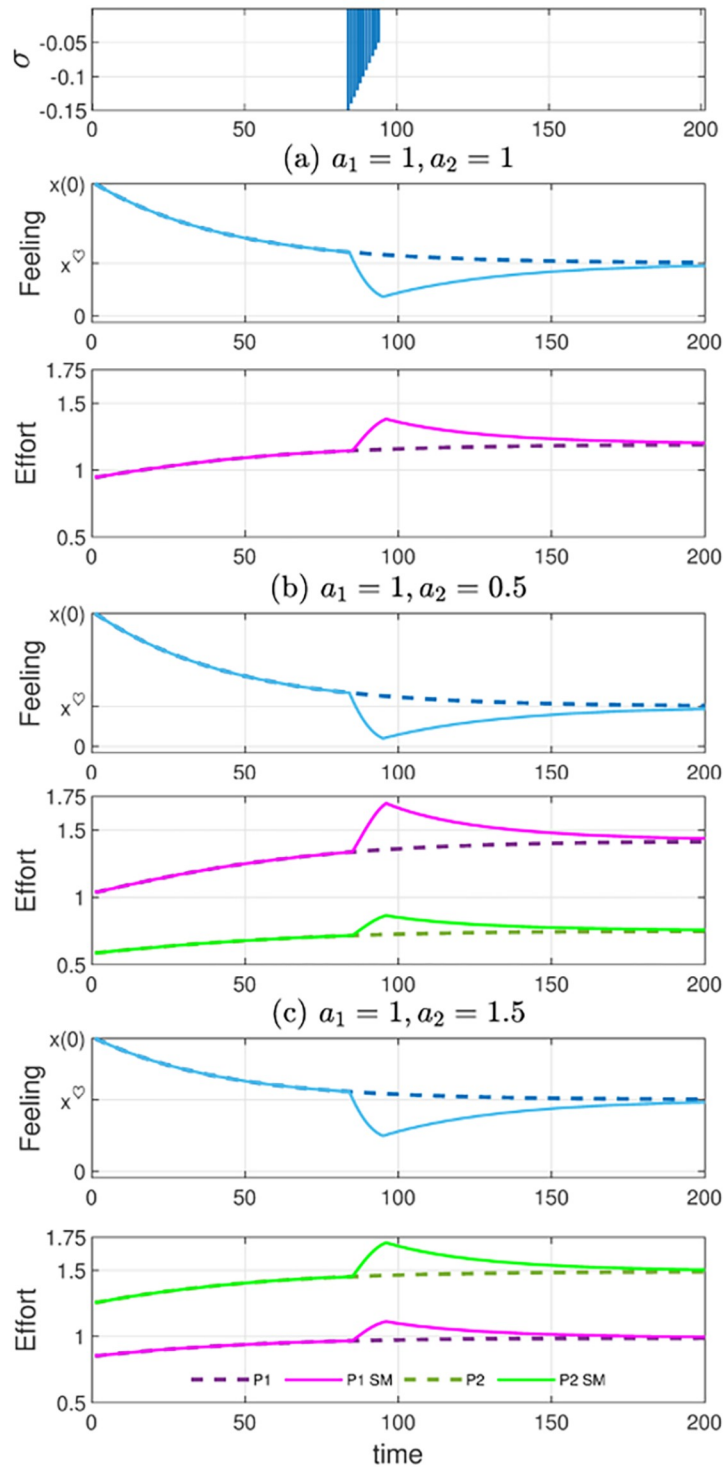 σ
-0.05
-0.1
-0.15
0 50 100 150 200
(a) a₁ = 1, a₂ = 1
Feeling
x(0)
x♡
0
0 50 100 150 200
Effort
1.75
1.5
1
0.5
0 50 100 150 200
(b) a₁ = 1, a₂ = 0.5
Feeling
x(0)
x♡
0
0 50 100 150 200
Effort
1.75
1.5
1
0.5
0 50 100 150 200
(c) a₁ = 1, a₂ = 1.5
Feeling
x(0)
x♡
0
0 50 100 150 200
Effort
1.75
1.5
1
0.5
P1 P1 SM P2 P2 SM
0 50 100 150 200
time